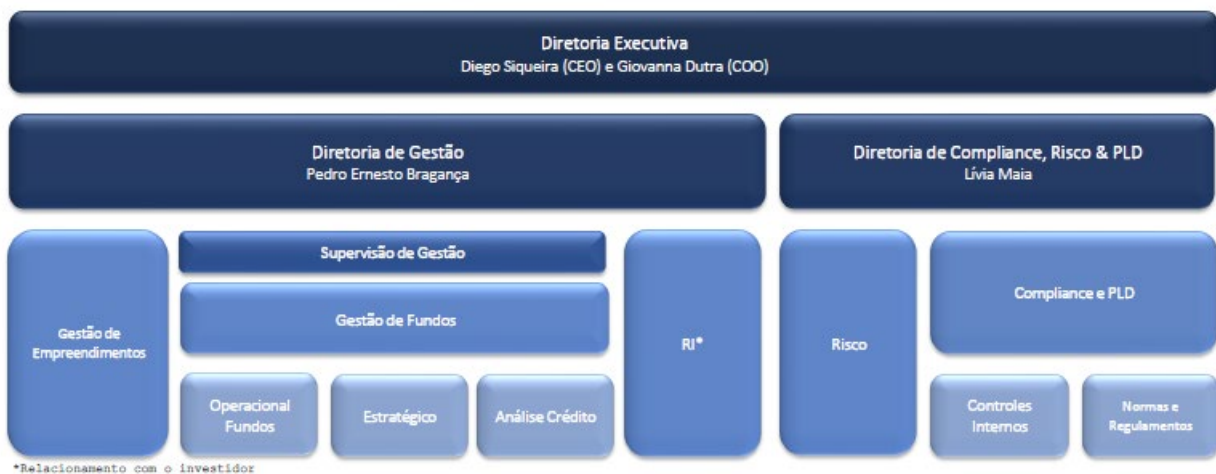 Diretoria Executiva
Diego Siqueira (CEO) e Giovanna Dutra (COO)
Diretoria de Gestão
Pedro Ernesto Bragança
Diretoria de Compliance, Risco & PLD
Lívia Maia
Gestão de
Empreendimentos
Supervisão de Gestão
Gestão de Fundos
Operacional
Fundos
Estratégico
Análise Crédito
RI*
Risco
Compliance e PLD
Controles
Internos
Normas e
Regulamentos
*Relacionamento com o investidor